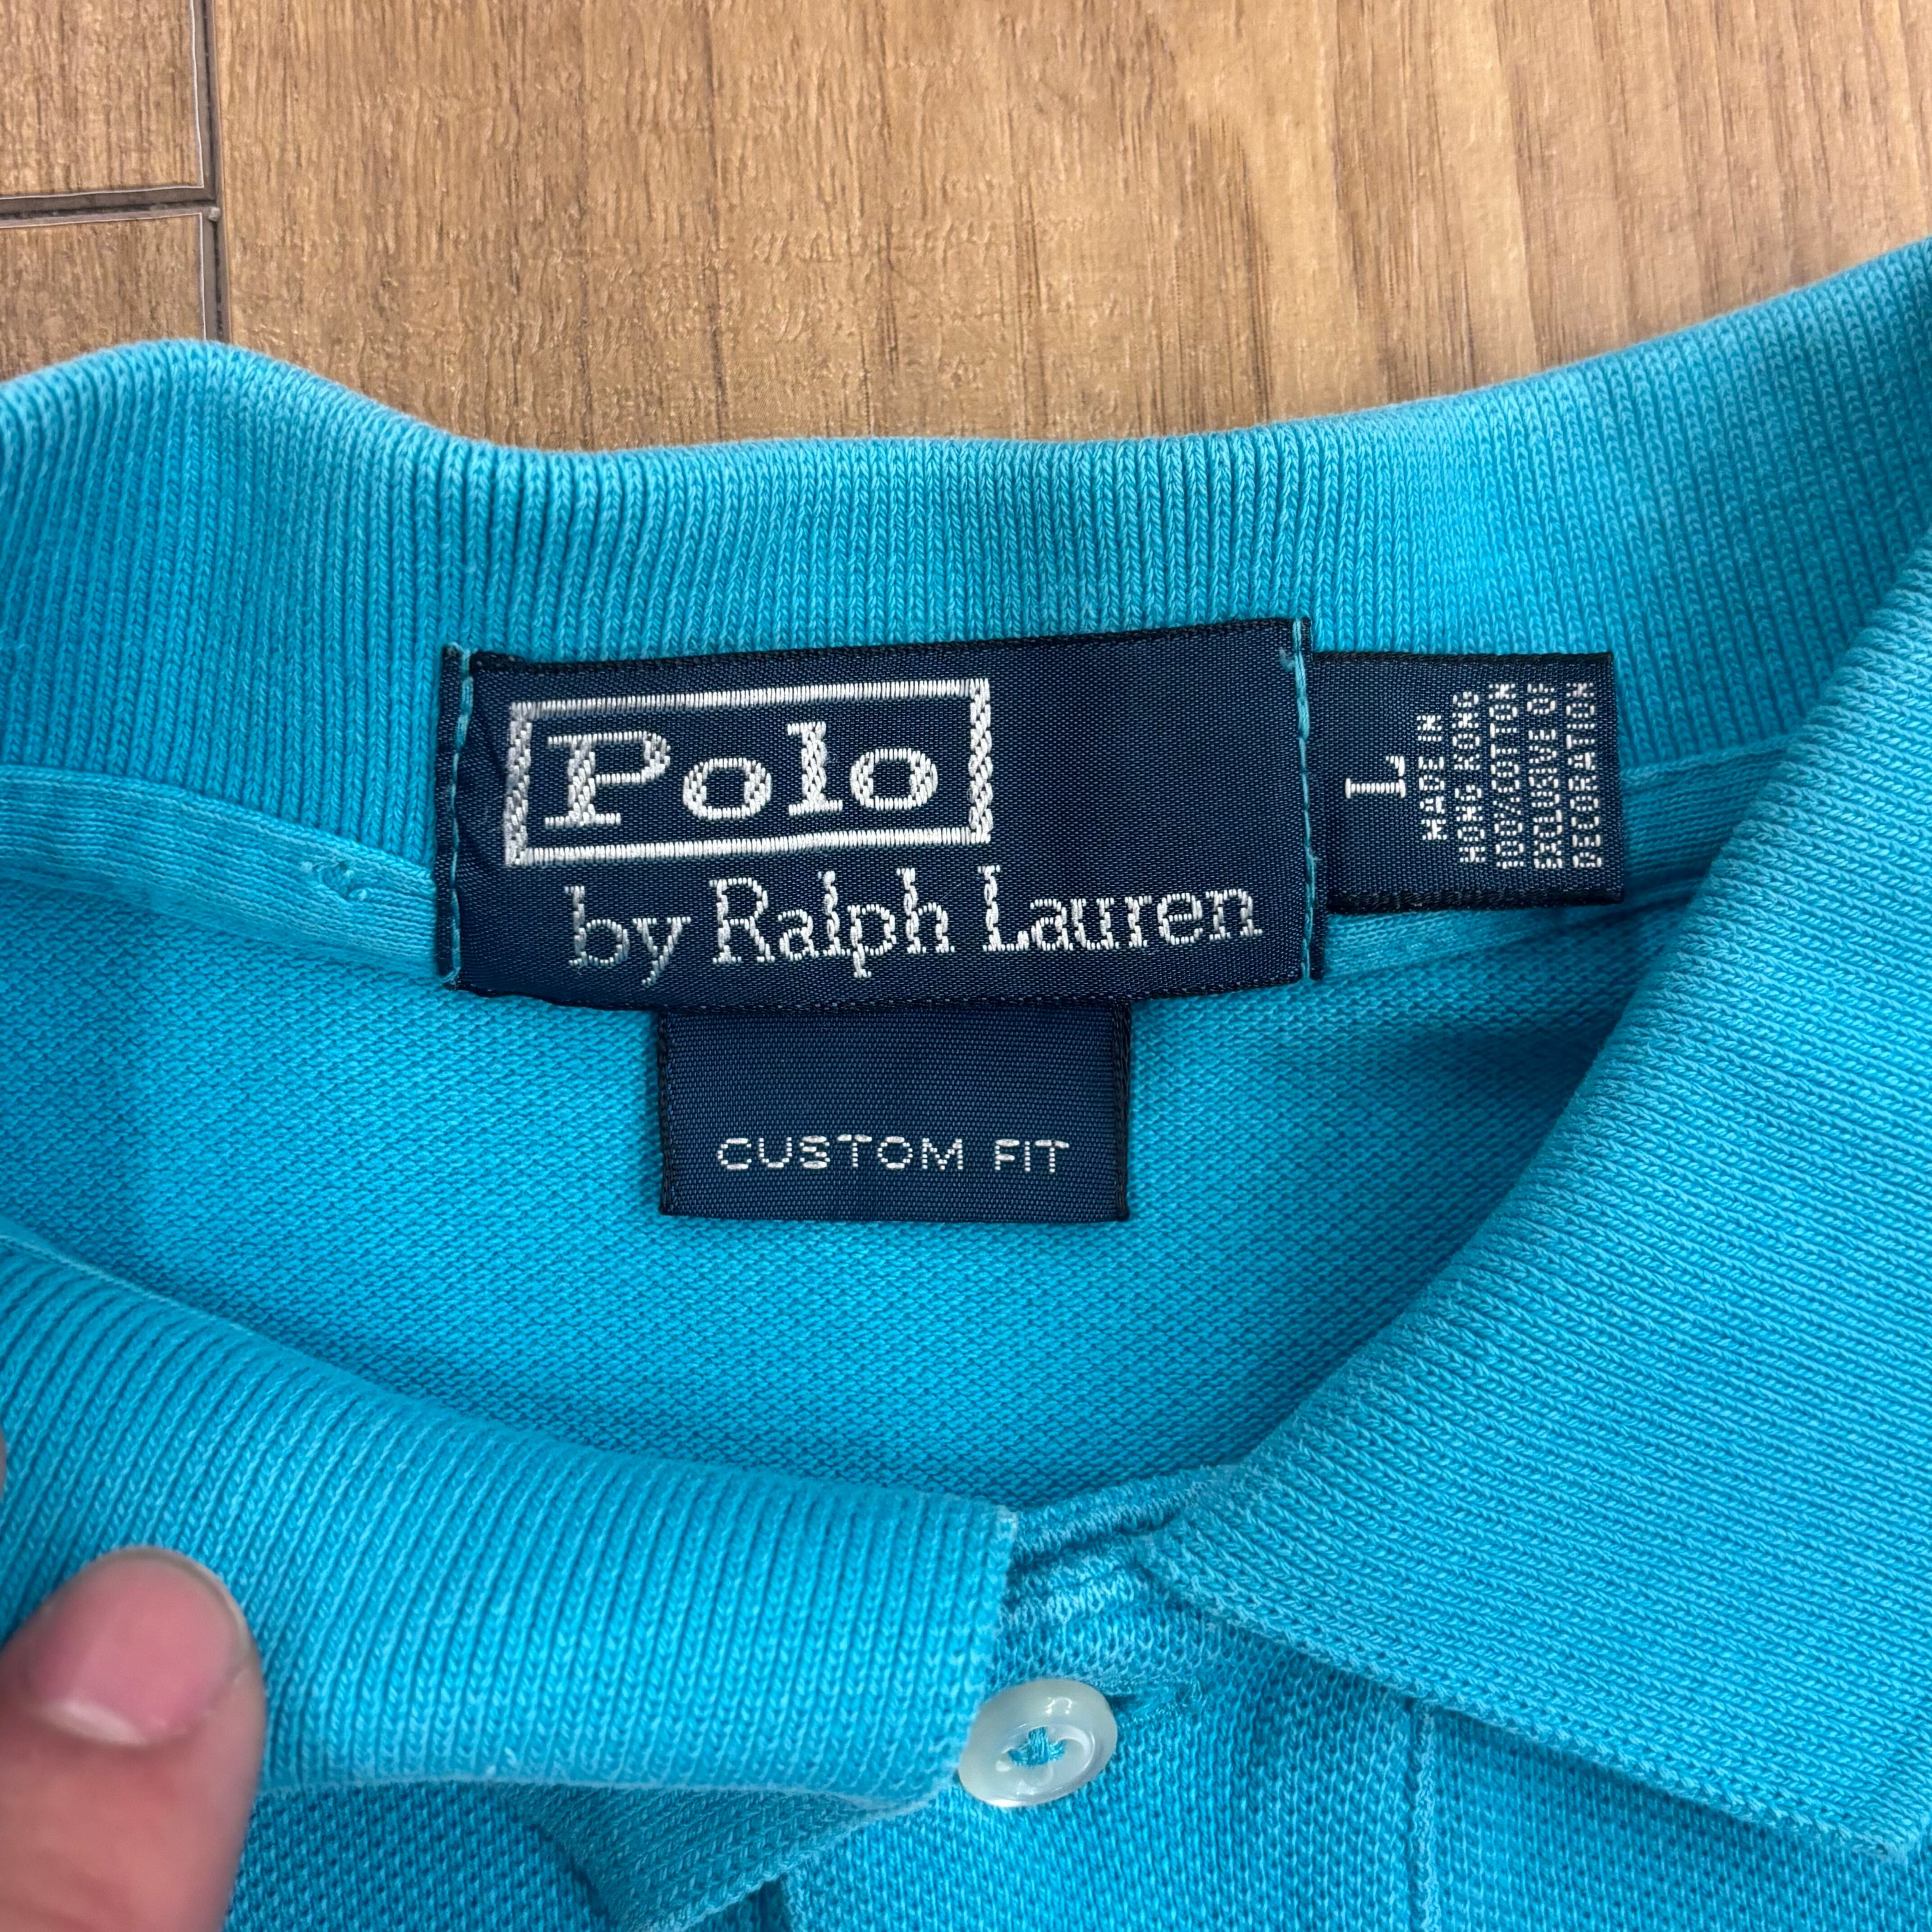 Polo
by Ralph Lauren
CUSTOM FIT
L
MADE IN
HONG KONG
100% COTTON
EXCLUSIVE OF
DECORATION